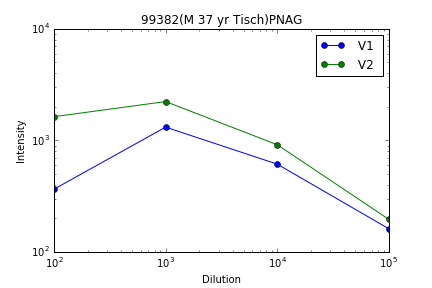 99382(M 37 yr Tisch)PNAG
V1
V2
Intensity
10^4
10^3
10^2
10^2 10^3 10^4 10^5
Dilution